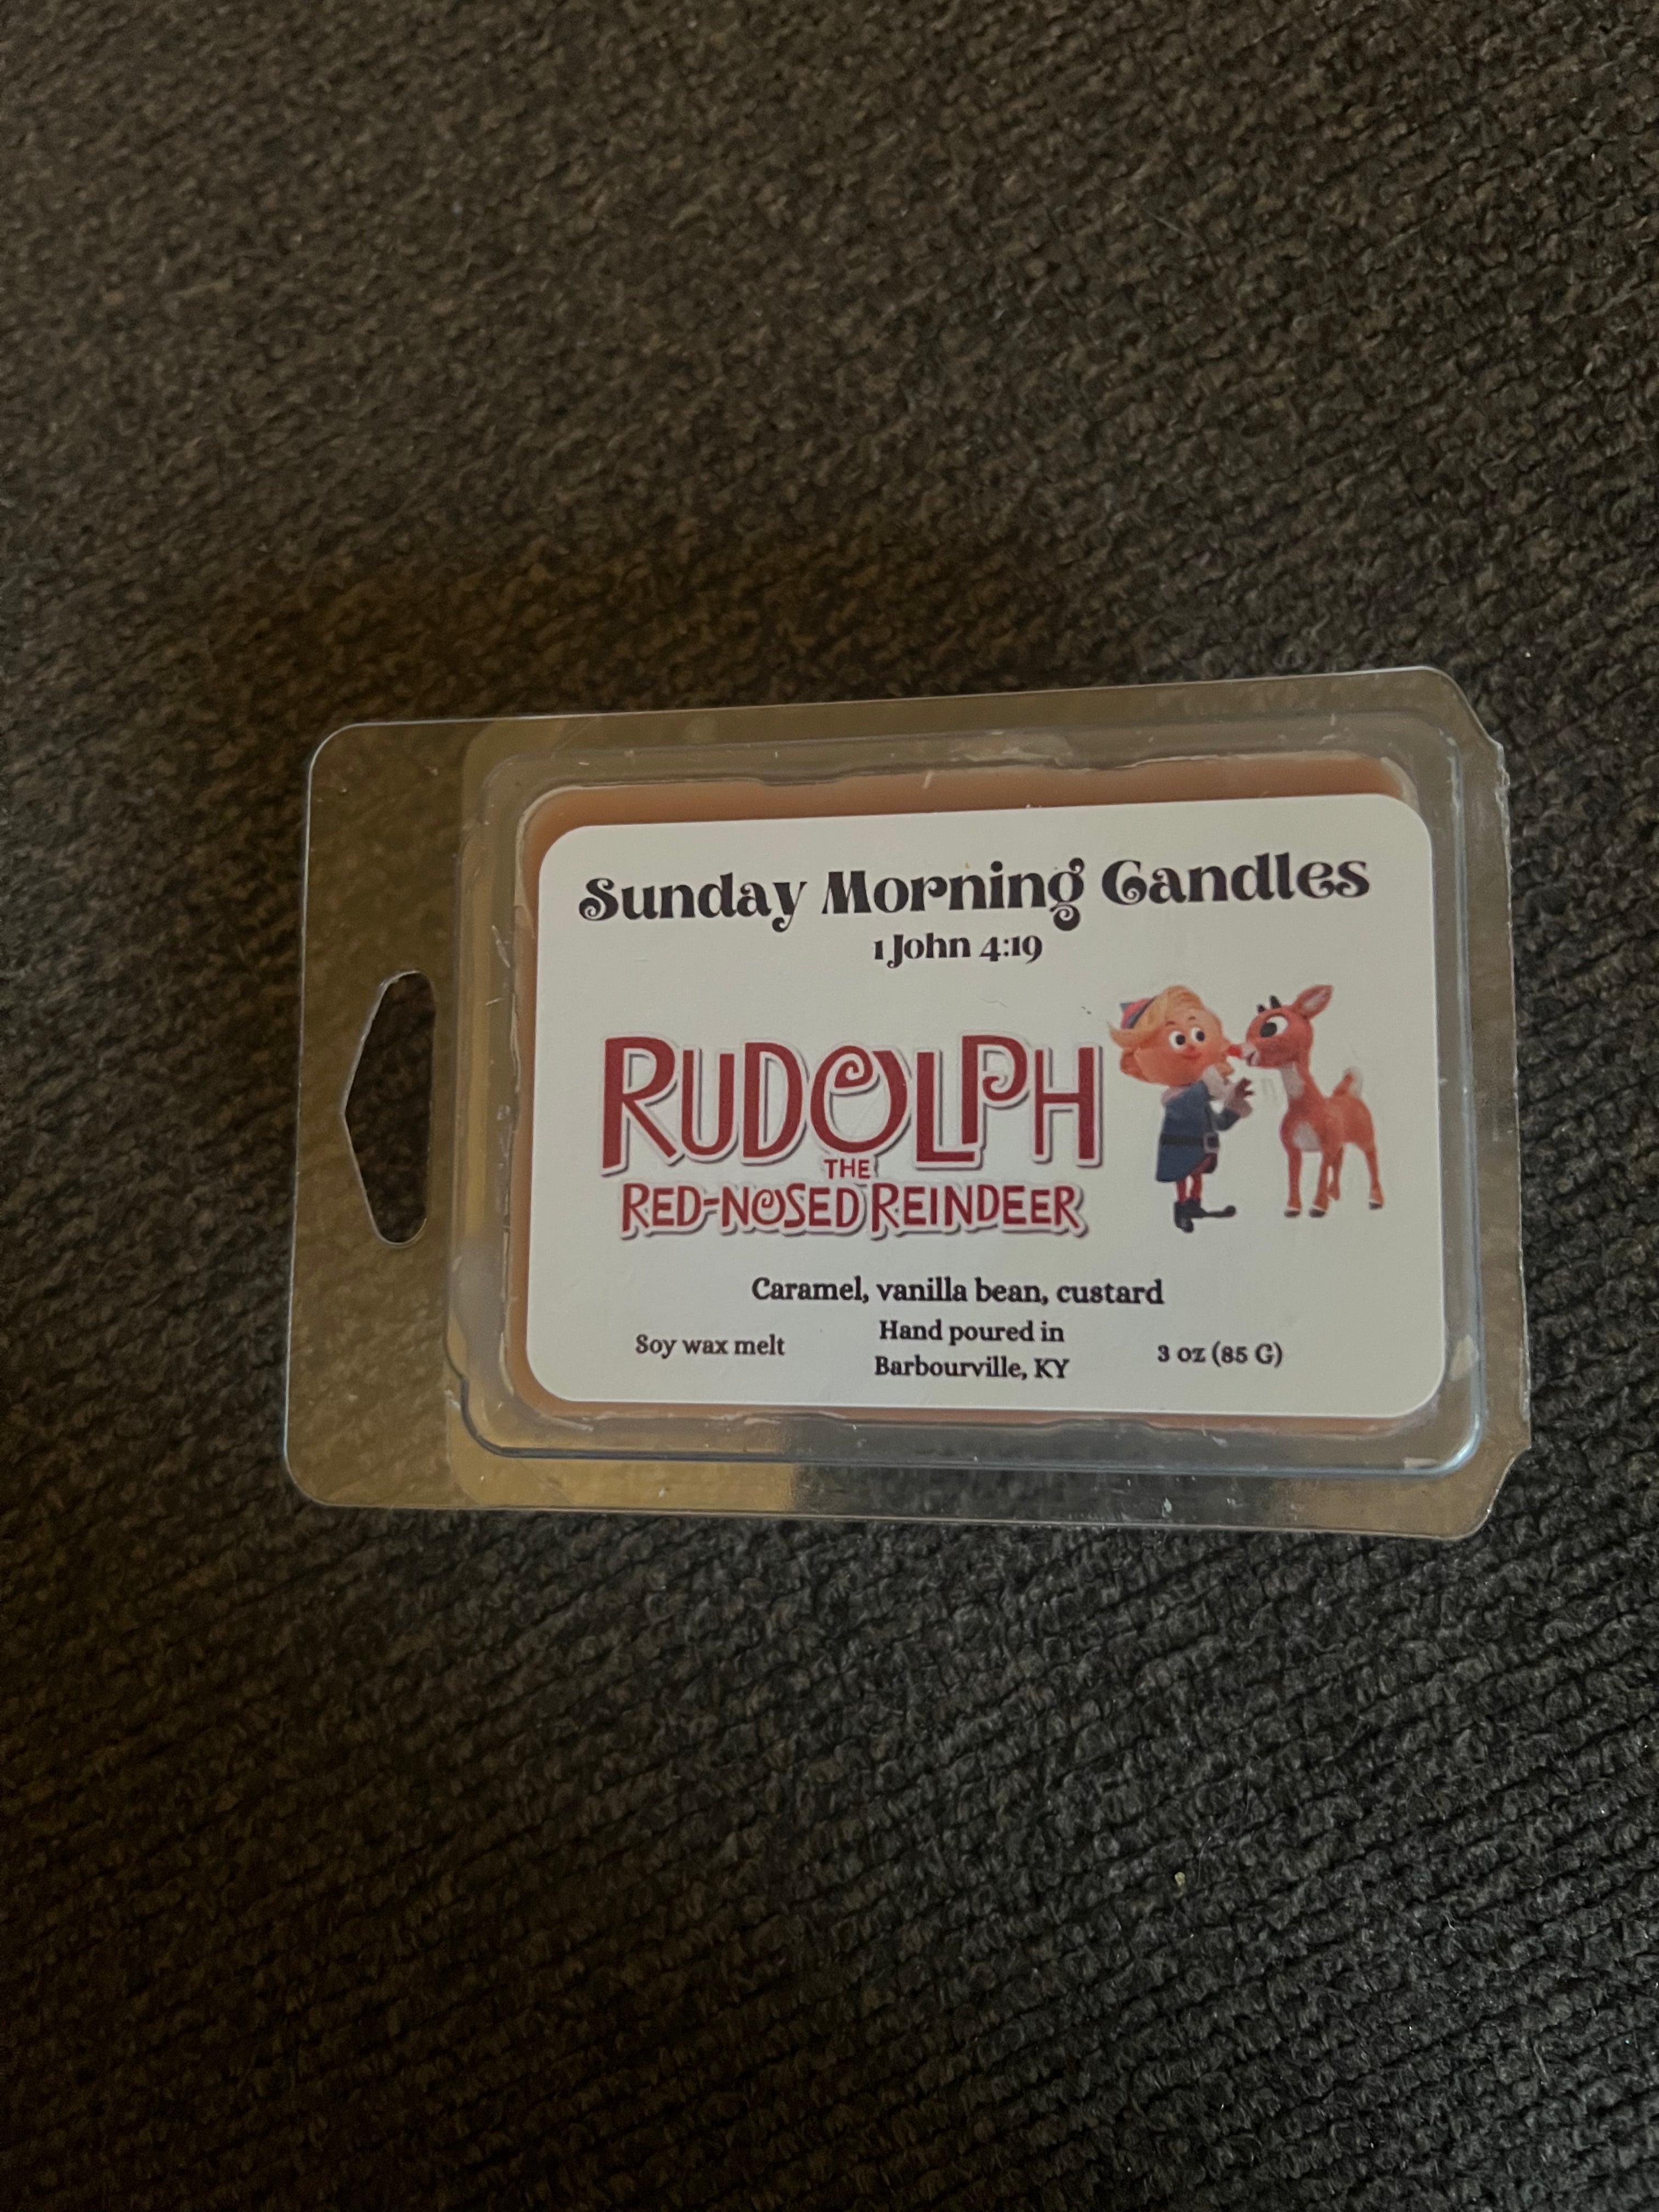 Sunday Morning Candles
1 John 4:19
RUDOLPH
THE
RED-NOSED REINDEER
Caramel, vanilla bean, custard
Soy wax melt
Hand poured in
Barbourville, KY
3 oz (85 G)